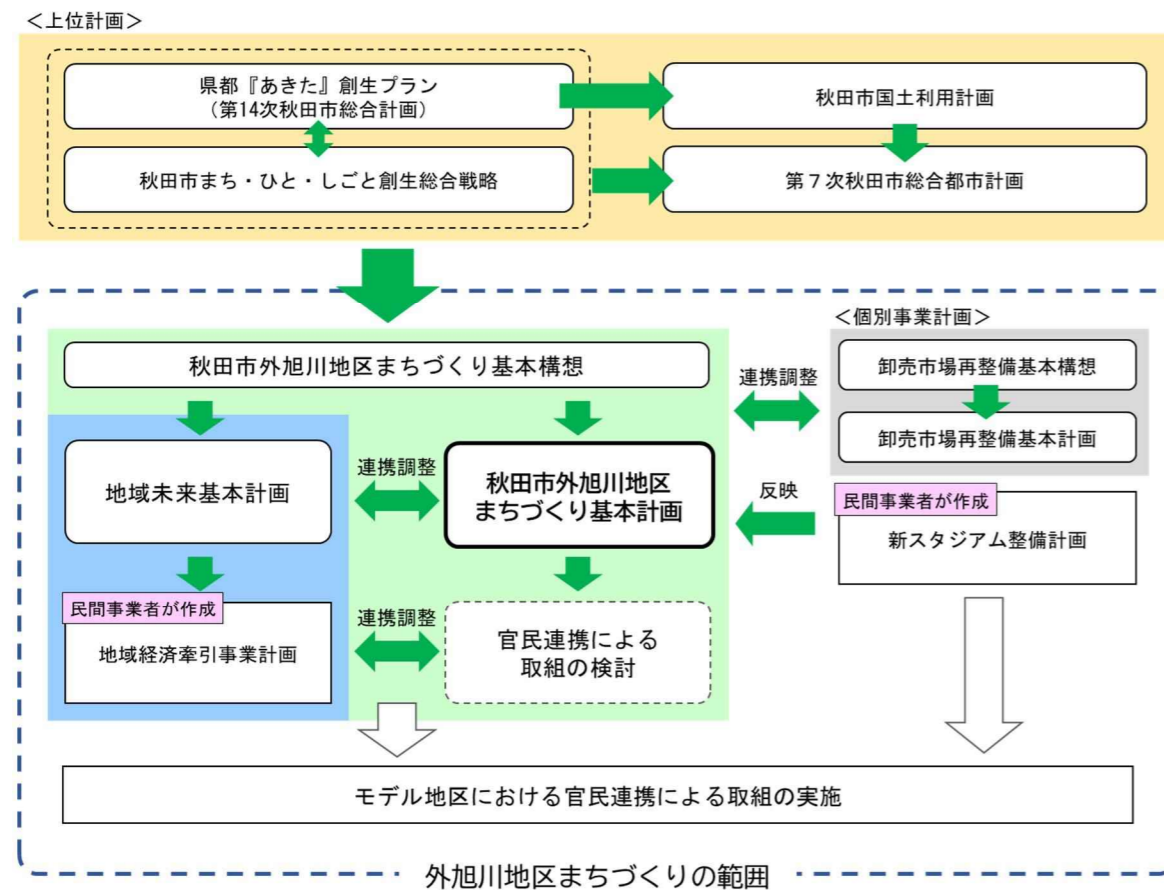 ＜上位計画＞
県都『あきた』創生プラン
（第14次秋田市総合計画）
秋田市国土利用計画
秋田市まち・ひと・しごと創生総合戦略
第７次秋田市総合都市計画
＜個別事業計画＞
秋田市外旭川地区まちづくり基本構想
連携調整
卸売市場再整備基本構想
卸売市場再整備基本計画
地域未来基本計画
連携調整
秋田市外旭川地区
まちづくり基本計画
反映
民間事業者が作成
新スタジアム整備計画
民間事業者が作成
地域経済牽引事業計画
連携調整
官民連携による
取組の検討
モデル地区における官民連携による取組の実施
外旭川地区まちづくりの範囲